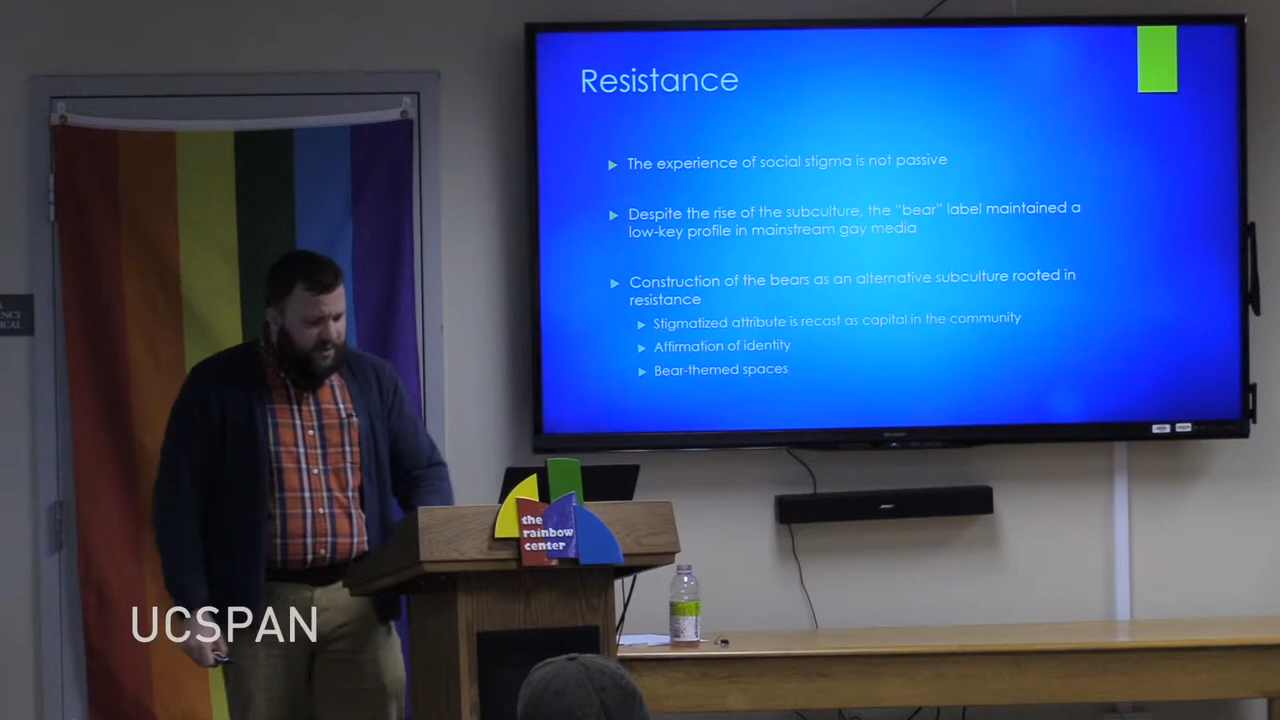 Resistance
The experience of social stigma is not passive
Despite the rise of the subculture, the "bear" label maintained a
low-key profile in mainstream gay media
Construction of the bears as an alternative subculture rooted in
resistance
Stigmatized attribute is recast as capital in the community
Affirmation of identity
Bear-themed spaces
the
rainbow
center
UCSPAN